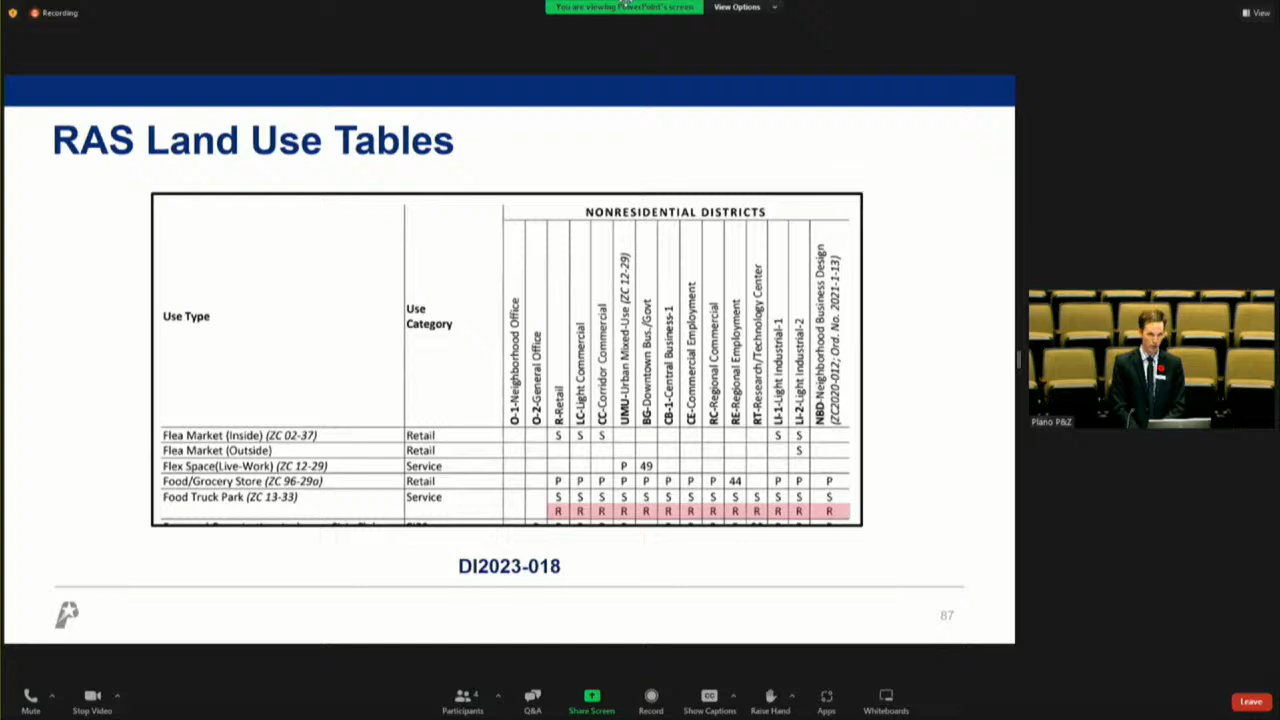 Recording
You are viewing PowerPoint's screen
View Options
View
RAS Land Use Tables
NONRESIDENTIAL DISTRICTS
Use Type
Use
Category
O-1-Neighborhood Office
O-2-General Office
R-Retail
LC-Light Commercial
CC-Corridor Commercial
UMU-Urban Mixed-Use (ZC 12-29)
BG-Downtown Bus./Govt
CB-1-Central Business-1
CE-Commercial Employment
RC-Regional Commercial
RE-Regional Employment
RT-Research/Technology Center
LI-1-Light Industrial-1
LI-2-Light Industrial-2
NBD-Neighborhood Business Design
(ZC2020-012; Ord. No. 2021-1-13)
Flea Market (Inside) (ZC 02-37) Retail S S S S S
Flea Market (Outside) Retail S
Flex Space(Live-Work) (ZC 12-29) Service P 49
Food/Grocery Store (ZC 96-29a) Retail P P P P P P P P 44 P P P
Food Truck Park (ZC 13-33) Service S S S S S S S S S S S S S
R R R R R R R R R R R R R
DI2023-018
87
Plano P&Z
Mute
Stop Video
Participants
4
Q&A
Share Screen
Record
CC
Show Captions
Raise Hand
Apps
Whiteboards
Leave